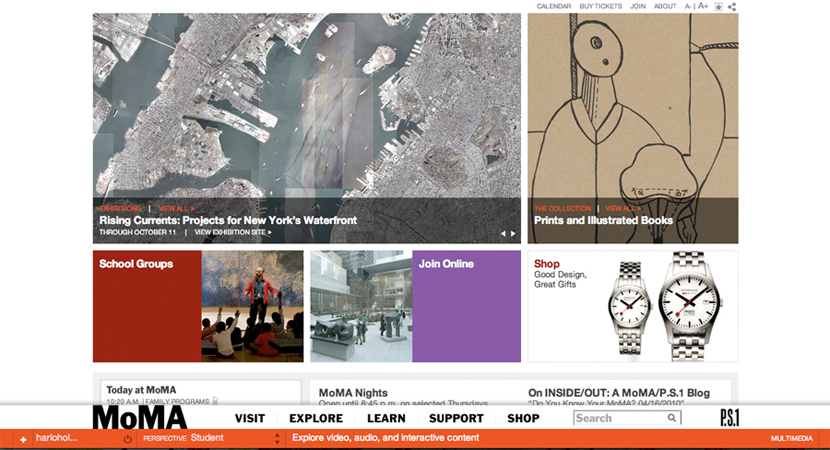 CALENDAR BUY TICKETS JOIN ABOUT A- | A+
EXHIBITIONS | VIEW ALL >
Rising Currents: Projects for New York's Waterfront
THROUGH OCTOBER 11 | VIEW EXHIBITION SITE >
THE COLLECTION | VIEW ALL >
Prints and Illustrated Books
School Groups
Join Online
Shop
Good Design,
Great Gifts
Today at MoMA
10:20 A.M. | FAMILY PROGRAMS
MoMA Nights
Open until 8:45 p.m. on selected Thursdays
On INSIDE/OUT: A MoMA/P.S.1 Blog
"Do You Know Your MoMA? 04/16/2010"
MoMA VISIT EXPLORE LEARN SUPPORT SHOP Search P.S.1
+ harlohol... PERSPECTIVE Student Explore video, audio, and interactive content MULTIMEDIA